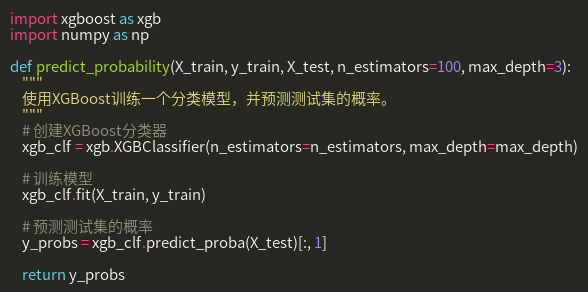 import xgboost as xgb
import numpy as np
def predict_probability(X_train, y_train, X_test, n_estimators=100, max_depth=3):
"""
使用XGBoost训练一个分类模型，并预测测试集的概率。
"""
# 创建XGBoost分类器
xgb_clf = xgb.XGBClassifier(n_estimators=n_estimators, max_depth=max_depth)
# 训练模型
xgb_clf.fit(X_train, y_train)
# 预测测试集的概率
y_probs = xgb_clf.predict_proba(X_test)[:, 1]
return y_probs